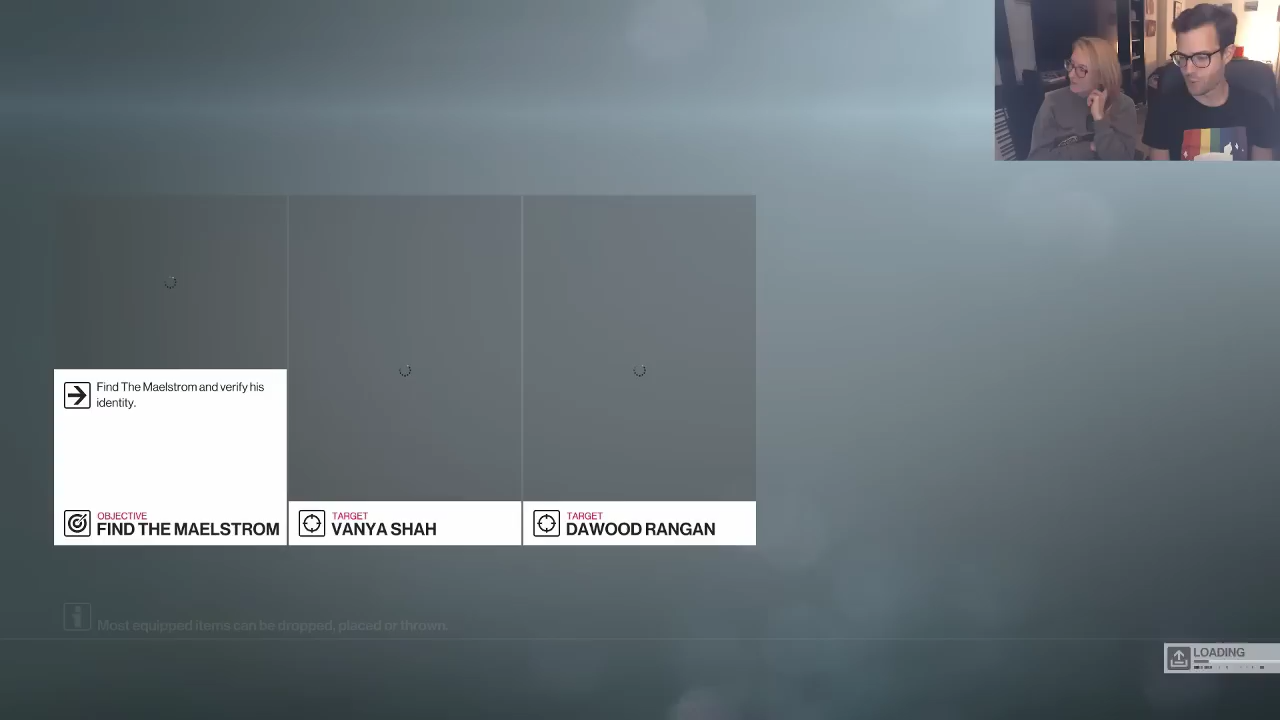 Find The Maelstrom and verify his
identity.
OBJECTIVE
FIND THE MAELSTROM
TARGET
VANYA SHAH
TARGET
DAWOOD RANGAN
Most equipped items can be dropped, placed or thrown.
LOADING